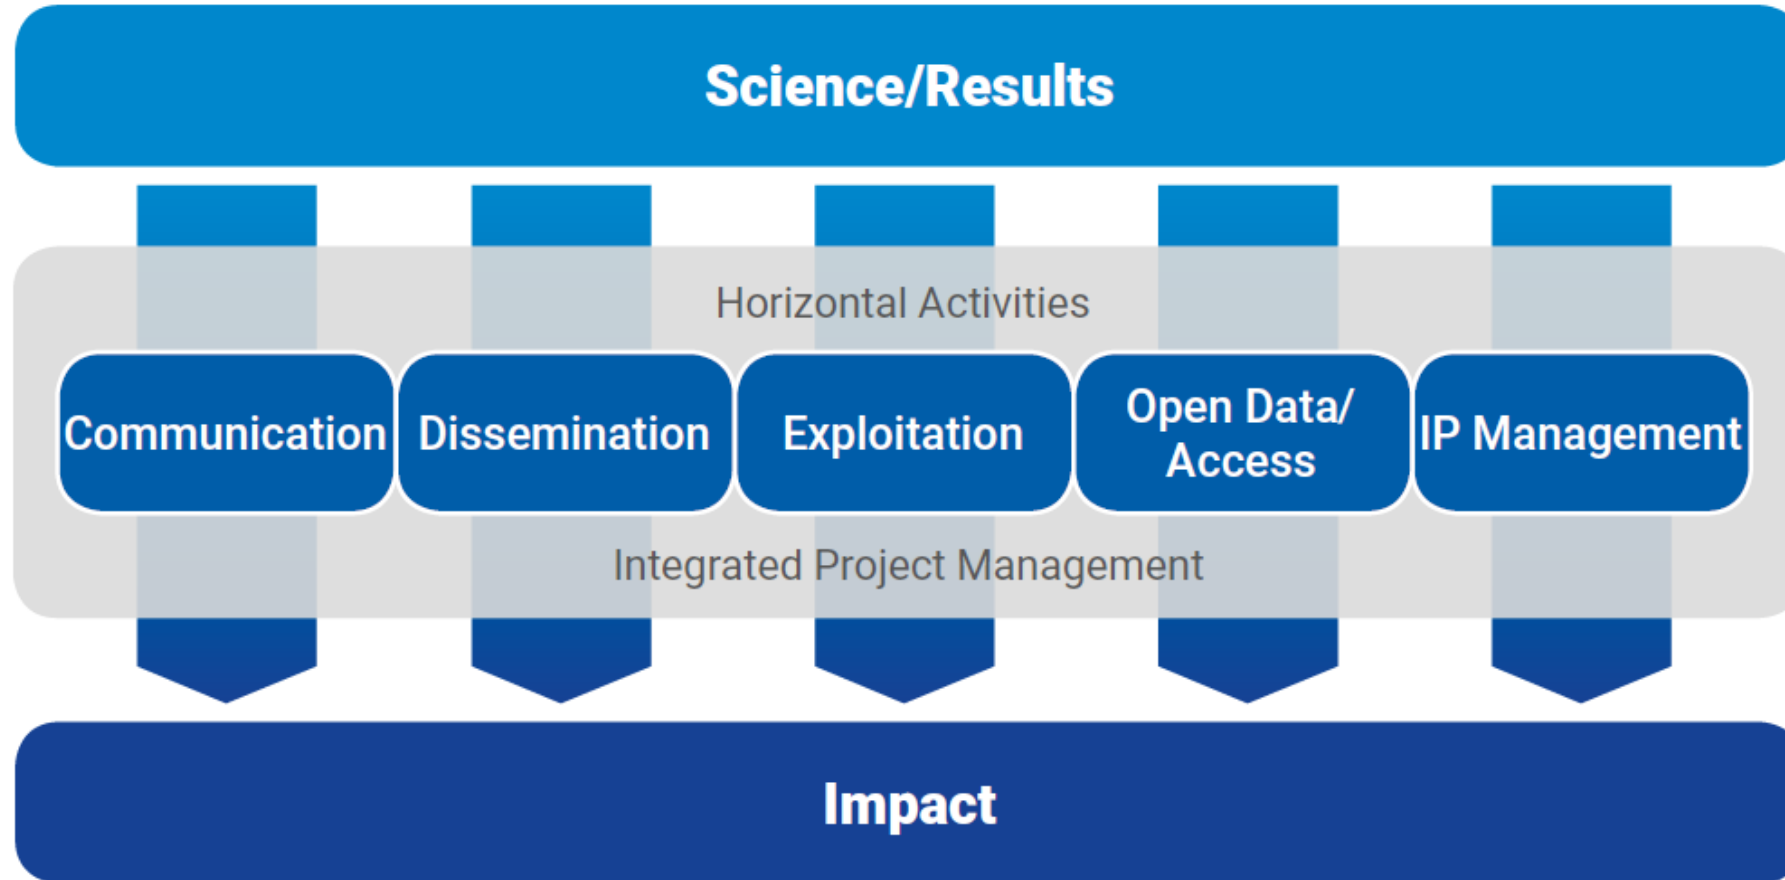 Science/Results
Horizontal Activities
Communication
Dissemination
Exploitation
Open Data/
Access
IP Management
Integrated Project Management
Impact